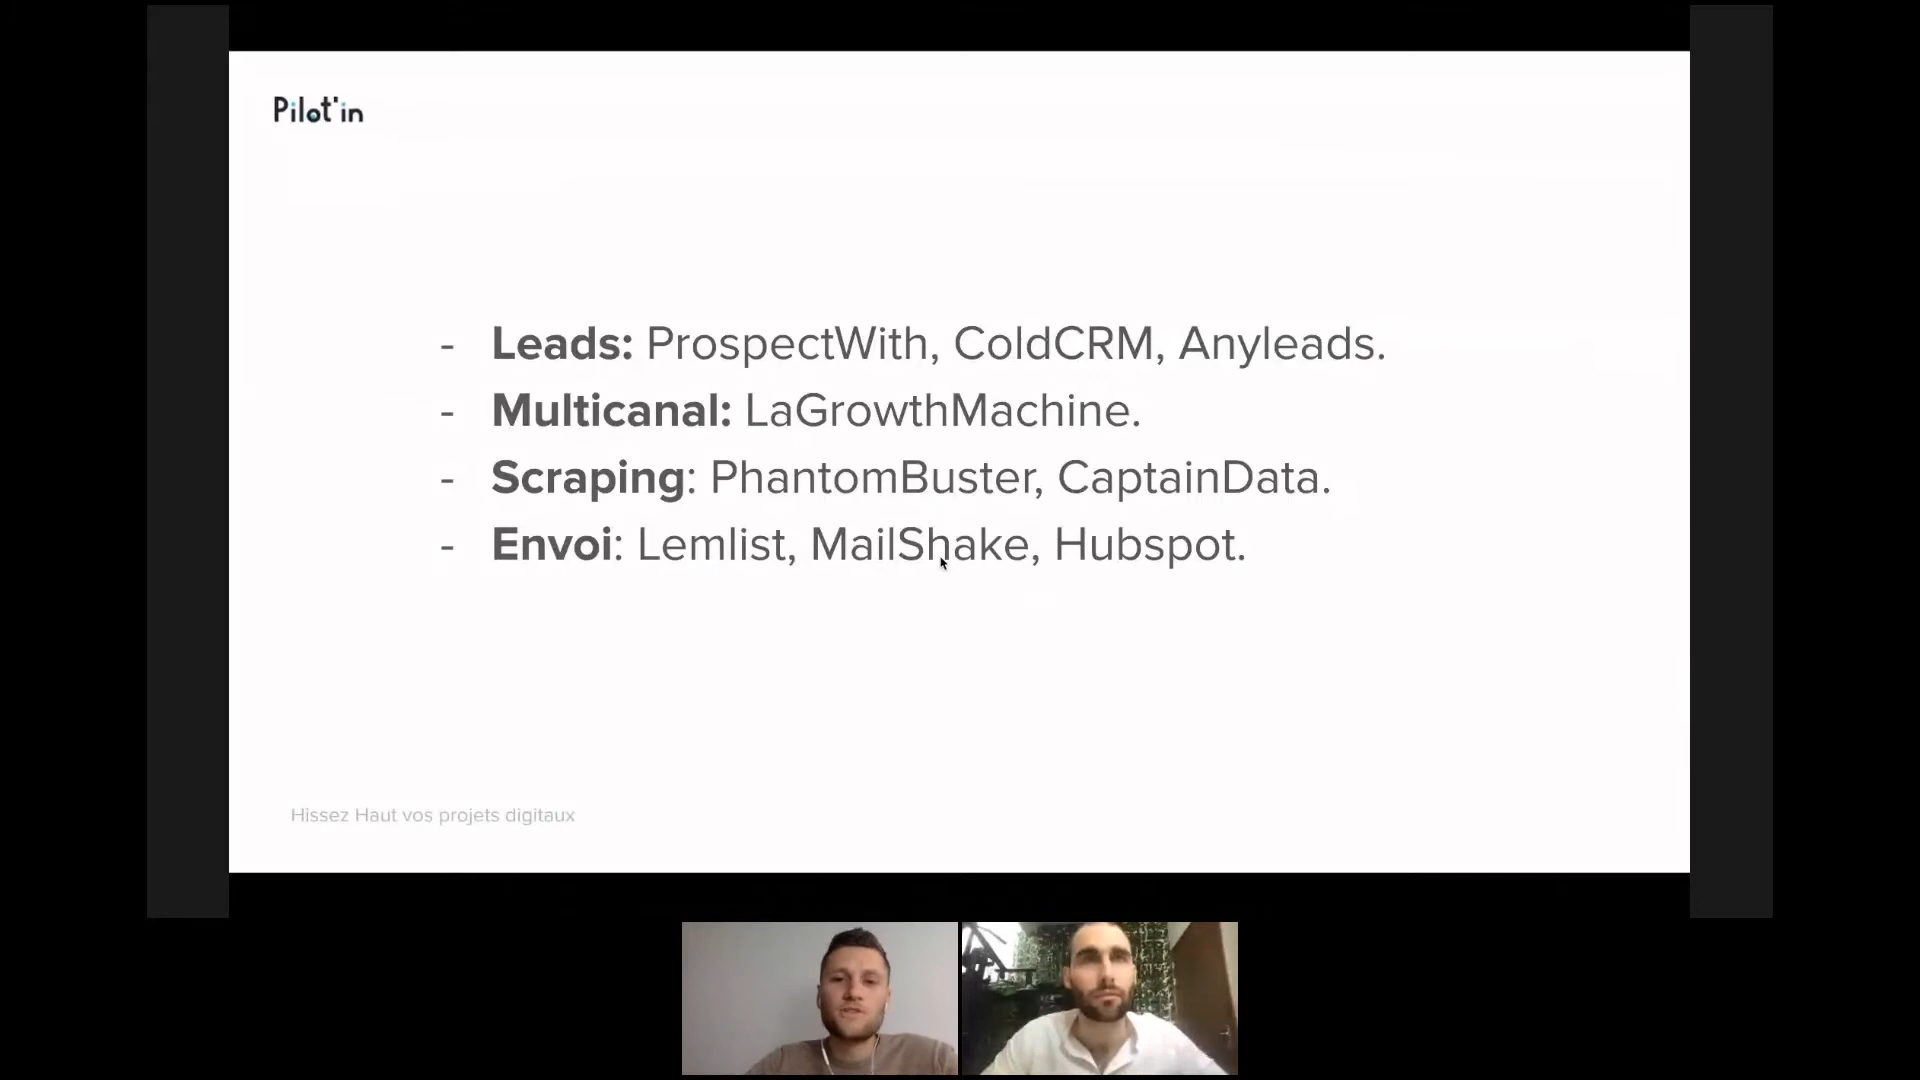 Pilot'in
- Leads: ProspectWith, ColdCRM, Anyleads.
- Multicanal: LaGrowthMachine.
- Scraping: PhantomBuster, CaptainData.
- Envoi: Lemlist, MailShake, Hubspot.
Hissez Haut vos projets digitaux